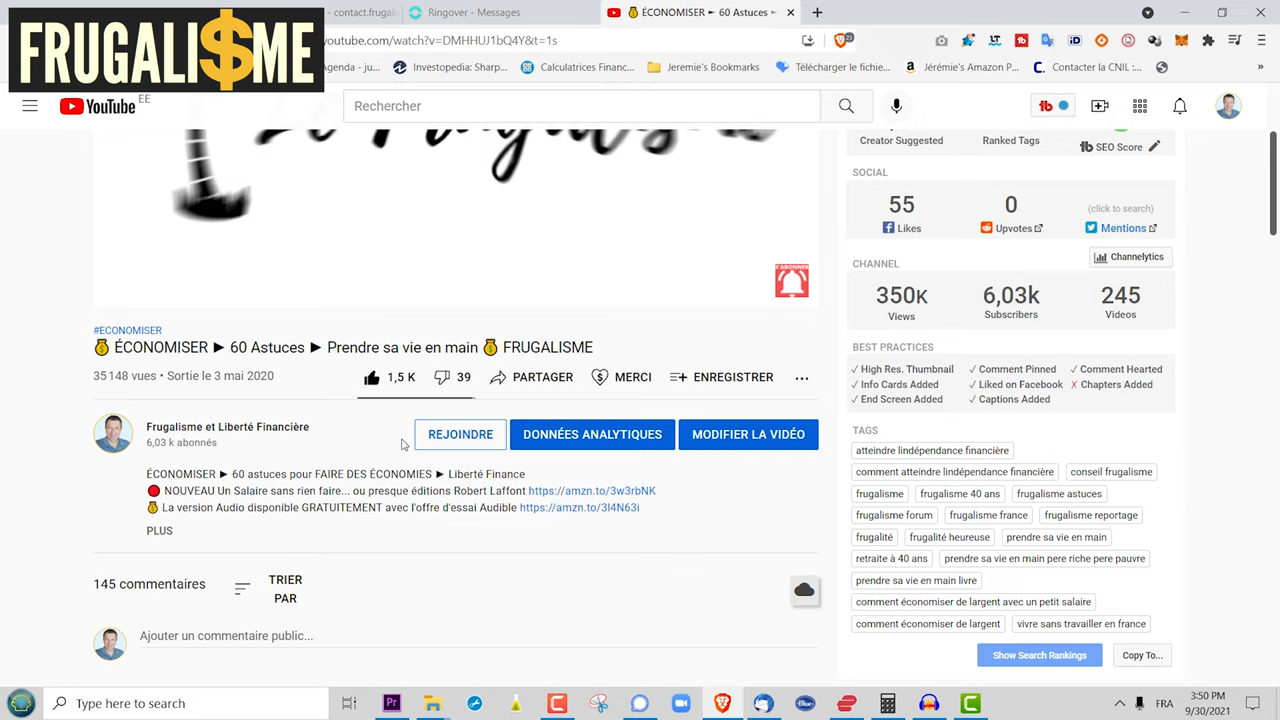 FRUGALI$ME
- contact.frugali
Ringover - Messages
💰 ÉCONOMISER ► 60 Astuces ►
youtube.com/watch?v=DMHHUJ1bQ4Y&t=1s
genda - ju...
Investopedia: Sharp...
Calculatrices Financ...
Jeremie's Bookmarks
Télécharger le fichier
Jérémie's Amazon P...
Contacter la CNIL :...
»
YouTube EE
Rechercher
Creator Suggested
Ranked Tags
SEO Score
SOCIAL
55
0
(click to search)
Likes
Upvotes
Mentions
CHANNEL
Channelytics
350K
6,03k
245
Views
Subscribers
Videos
#ECONOMISER
💰 ÉCONOMISER ► 60 Astuces ► Prendre sa vie en main 💰 FRUGALISME
35 148 vues • Sortie le 3 mai 2020
1,5 K
39
PARTAGER
MERCI
ENREGISTRER
...
BEST PRACTICES
✓ High Res. Thumbnail
✓ Comment Pinned
✓ Comment Hearted
✓ Info Cards Added
✓ Liked on Facebook
✗ Chapters Added
✓ End Screen Added
✓ Captions Added
Frugalisme et Liberté Financière
6,03 k abonnés
REJOINDRE
DONNÉES ANALYTIQUES
MODIFIER LA VIDÉO
ÉCONOMISER ► 60 astuces pour FAIRE DES ÉCONOMIES ► Liberté Finance
🔴 NOUVEAU Un Salaire sans rien faire... ou presque éditions Robert Laffont https://amzn.to/3w3rbNK
💰 La version Audio disponible GRATUITEMENT avec l'offre d'essai Audible https://amzn.to/3I4N63i
PLUS
TAGS
atteindre lindépendance financière
comment atteindre lindépendance financière
conseil frugalisme
frugalisme
frugalisme 40 ans
frugalisme astuces
frugalisme forum
frugalisme france
frugalisme reportage
frugalité
frugalité heureuse
prendre sa vie en main
retraite à 40 ans
prendre sa vie en main pere riche pere pauvre
prendre sa vie en main livre
comment économiser de largent avec un petit salaire
comment économiser de largent
vivre sans travailler en france
Show Search Rankings
Copy To...
145 commentaires
TRIER
PAR
Ajouter un commentaire public...
Type here to search
FRA
3:50 PM
9/30/2021